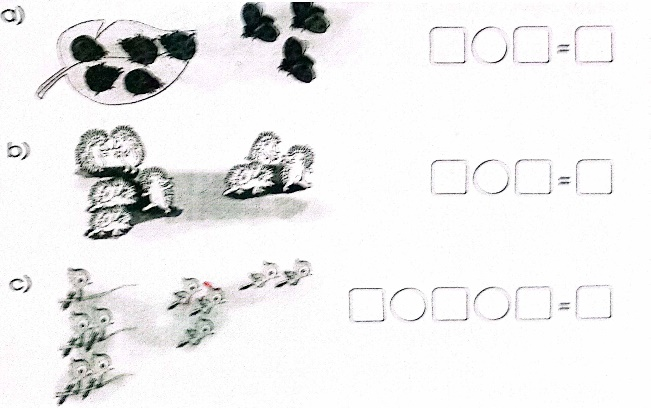 a) =
b) =
c) =